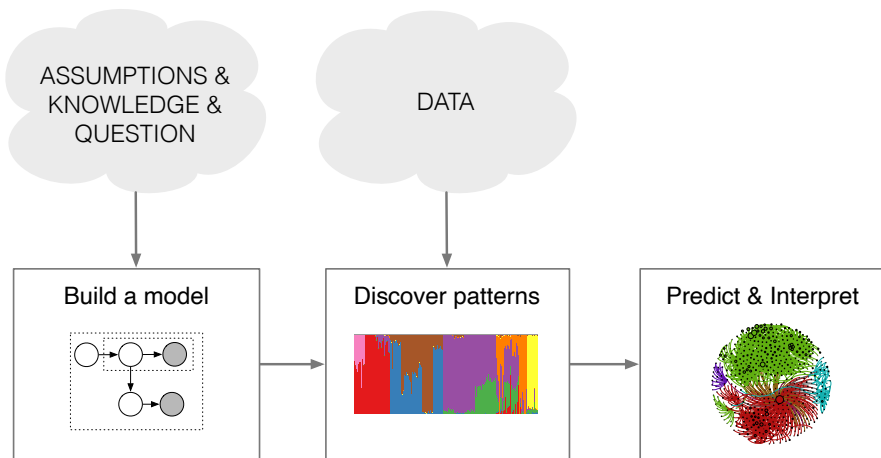 ASSUMPTIONS &
KNOWLEDGE &
QUESTION
DATA
Build a model
Discover patterns
Predict & Interpret